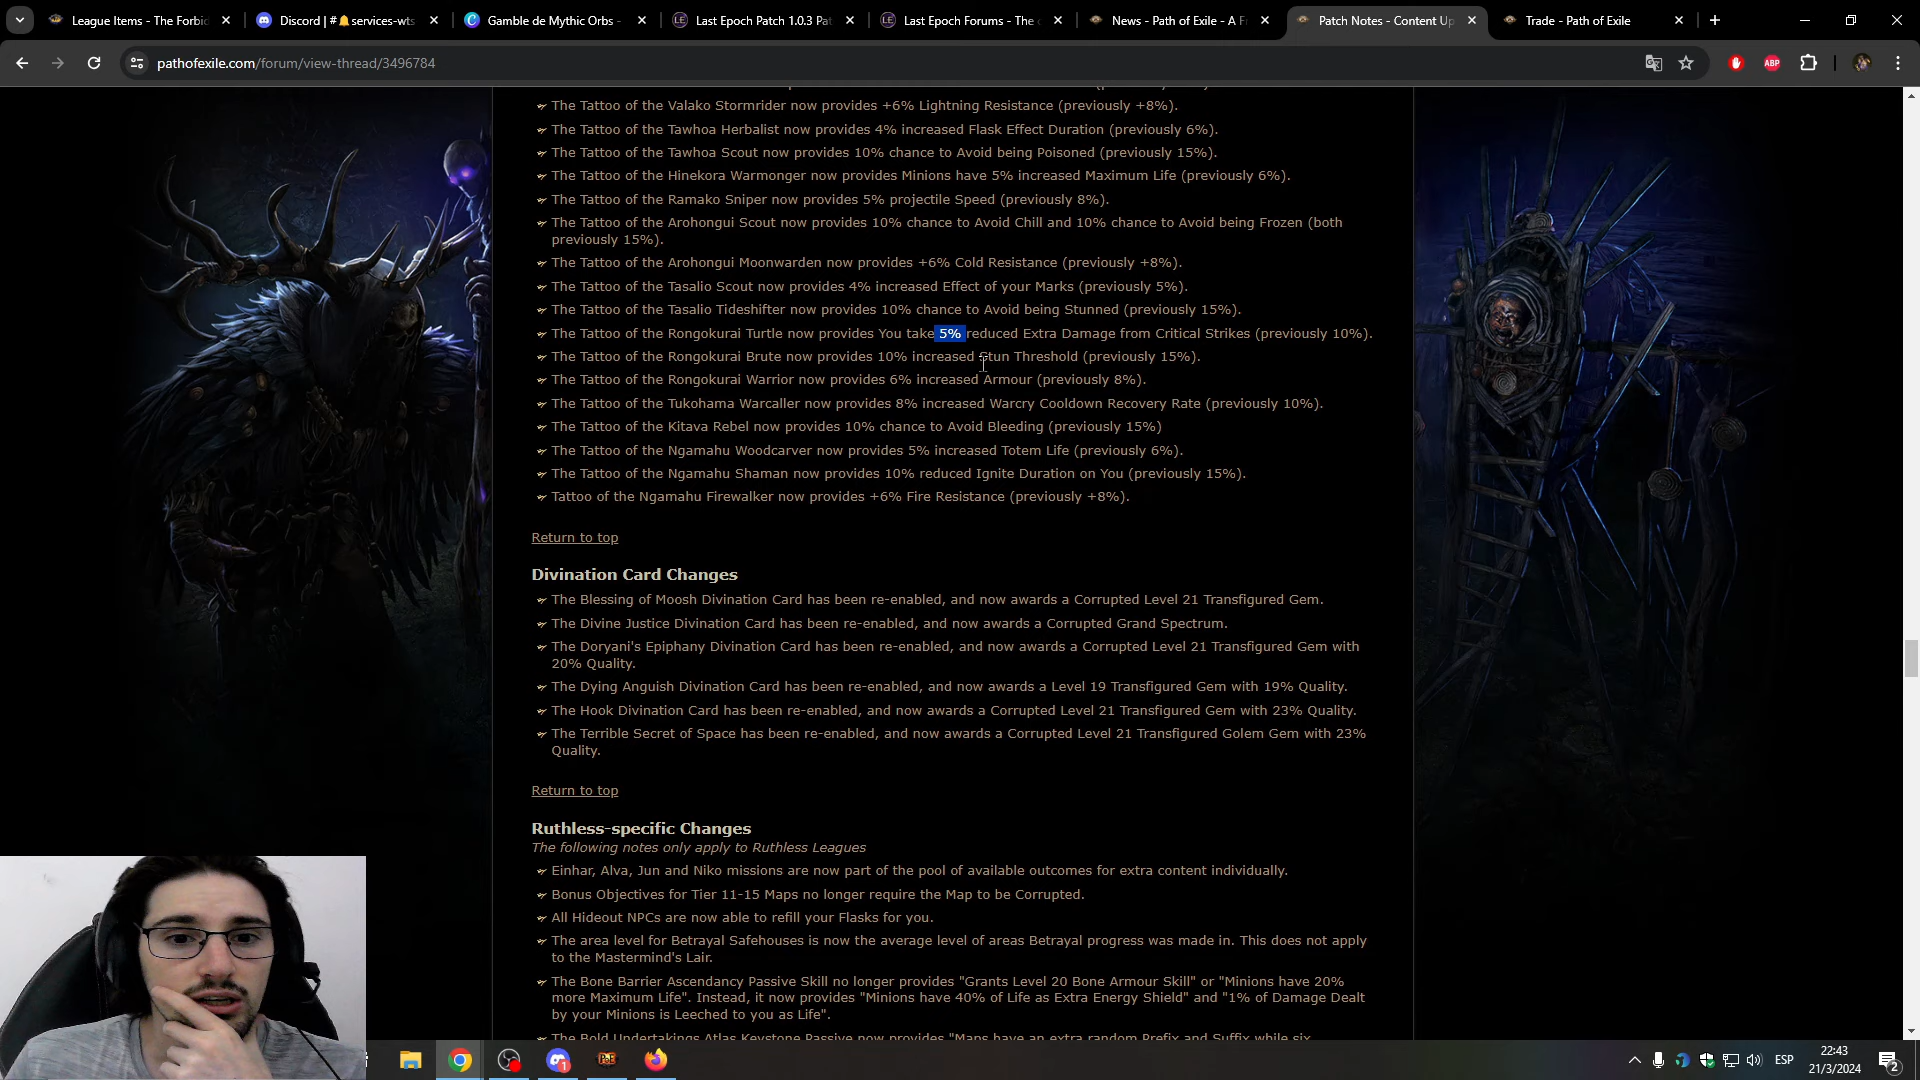 League Items - The Forbid
Discord | #🔔services-wts
Gamble de Mythic Orbs -
Last Epoch Patch 1.0.3 Pat
Last Epoch Forums - The
News - Path of Exile - A F
Patch Notes - Content Up
Trade - Path of Exile
pathofexile.com/forum/view-thread/3496784
ABP
The Tattoo of the Valako Stormrider now provides +6% Lightning Resistance (previously +8%).
The Tattoo of the Tawhoa Herbalist now provides 4% increased Flask Effect Duration (previously 6%).
The Tattoo of the Tawhoa Scout now provides 10% chance to Avoid being Poisoned (previously 15%).
The Tattoo of the Hinekora Warmonger now provides Minions have 5% increased Maximum Life (previously 6%).
The Tattoo of the Ramako Sniper now provides 5% projectile Speed (previously 8%).
The Tattoo of the Arohongui Scout now provides 10% chance to Avoid Chill and 10% chance to Avoid being Frozen (both
previously 15%).
The Tattoo of the Arohongui Moonwarden now provides +6% Cold Resistance (previously +8%).
The Tattoo of the Tasalio Scout now provides 4% increased Effect of your Marks (previously 5%).
The Tattoo of the Tasalio Tideshifter now provides 10% chance to Avoid being Stunned (previously 15%).
The Tattoo of the Rongokurai Turtle now provides You take 5% reduced Extra Damage from Critical Strikes (previously 10%).
The Tattoo of the Rongokurai Brute now provides 10% increased Stun Threshold (previously 15%).
The Tattoo of the Rongokurai Warrior now provides 6% increased Armour (previously 8%).
The Tattoo of the Tukohama Warcaller now provides 8% increased Warcry Cooldown Recovery Rate (previously 10%).
The Tattoo of the Kitava Rebel now provides 10% chance to Avoid Bleeding (previously 15%)
The Tattoo of the Ngamahu Woodcarver now provides 5% increased Totem Life (previously 6%).
The Tattoo of the Ngamahu Shaman now provides 10% reduced Ignite Duration on You (previously 15%).
Tattoo of the Ngamahu Firewalker now provides +6% Fire Resistance (previously +8%).
Return to top
Divination Card Changes
The Blessing of Moosh Divination Card has been re-enabled, and now awards a Corrupted Level 21 Transfigured Gem.
The Divine Justice Divination Card has been re-enabled, and now awards a Corrupted Grand Spectrum.
The Doryani's Epiphany Divination Card has been re-enabled, and now awards a Corrupted Level 21 Transfigured Gem with
20% Quality.
The Dying Anguish Divination Card has been re-enabled, and now awards a Level 19 Transfigured Gem with 19% Quality.
The Hook Divination Card has been re-enabled, and now awards a Corrupted Level 21 Transfigured Gem with 23% Quality.
The Terrible Secret of Space has been re-enabled, and now awards a Corrupted Level 21 Transfigured Golem Gem with 23%
Quality.
Return to top
Ruthless-specific Changes
The following notes only apply to Ruthless Leagues
Einhar, Alva, Jun and Niko missions are now part of the pool of available outcomes for extra content individually.
Bonus Objectives for Tier 11-15 Maps no longer require the Map to be Corrupted.
All Hideout NPCs are now able to refill your Flasks for you.
The area level for Betrayal Safehouses is now the average level of areas Betrayal progress was made in. This does not apply
to the Mastermind's Lair.
The Bone Barrier Ascendancy Passive Skill no longer provides "Grants Level 20 Bone Armour Skill" or "Minions have 20%
more Maximum Life". Instead, it now provides "Minions have 40% of Life as Extra Energy Shield" and "1% of Damage Dealt
by your Minions is Leeched to you as Life".
The Bold Undertakings Atlas Keystone Passive now provides "Maps have an extra random Prefix and Suffix while six
ESP
22:43
21/3/2024
2